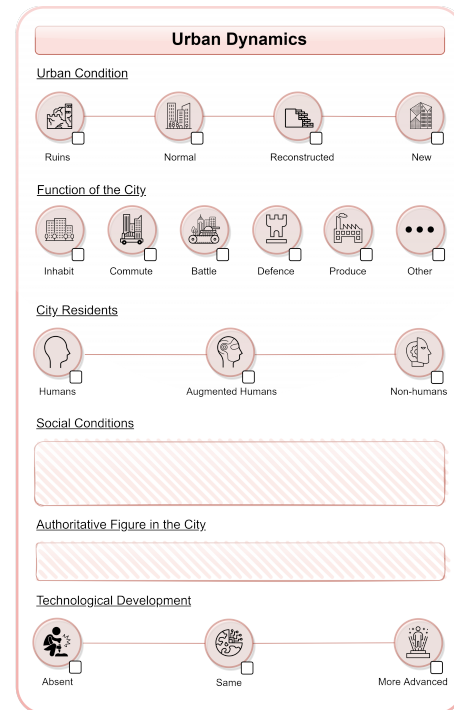 Urban Dynamics
Urban Condition
Ruins Normal Reconstructed New
Function of the City
Inhabit Commute Battle Defence Produce Other
City Residents
Humans Augmented Humans Non-humans
Social Conditions
Authoritative Figure in the City
Technological Development
Absent Same More Advanced